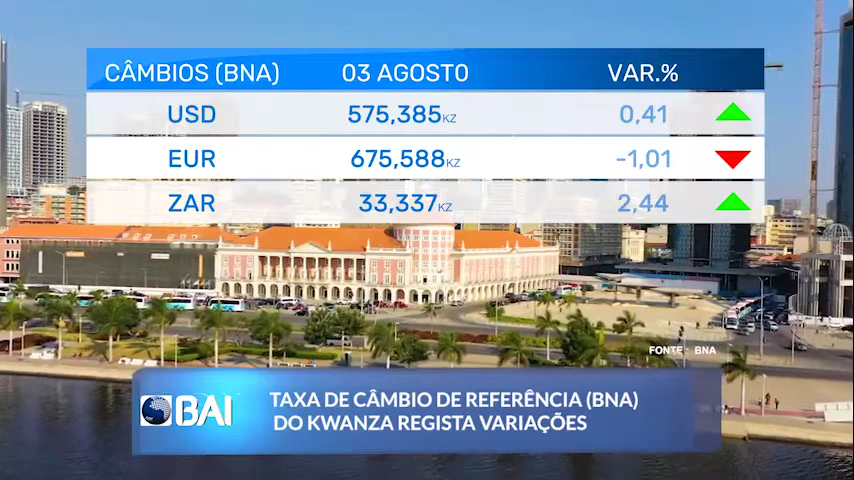 CÂMBIOS (BNA) 03 AGOSTO VAR.%
USD 575,385KZ 0,41
EUR 675,588KZ -1,01
ZAR 33,337KZ 2,44
FONTE: BNA
BAI
TAXA DE CÂMBIO DE REFERÊNCIA (BNA)
DO KWANZA REGISTA VARIAÇÕES